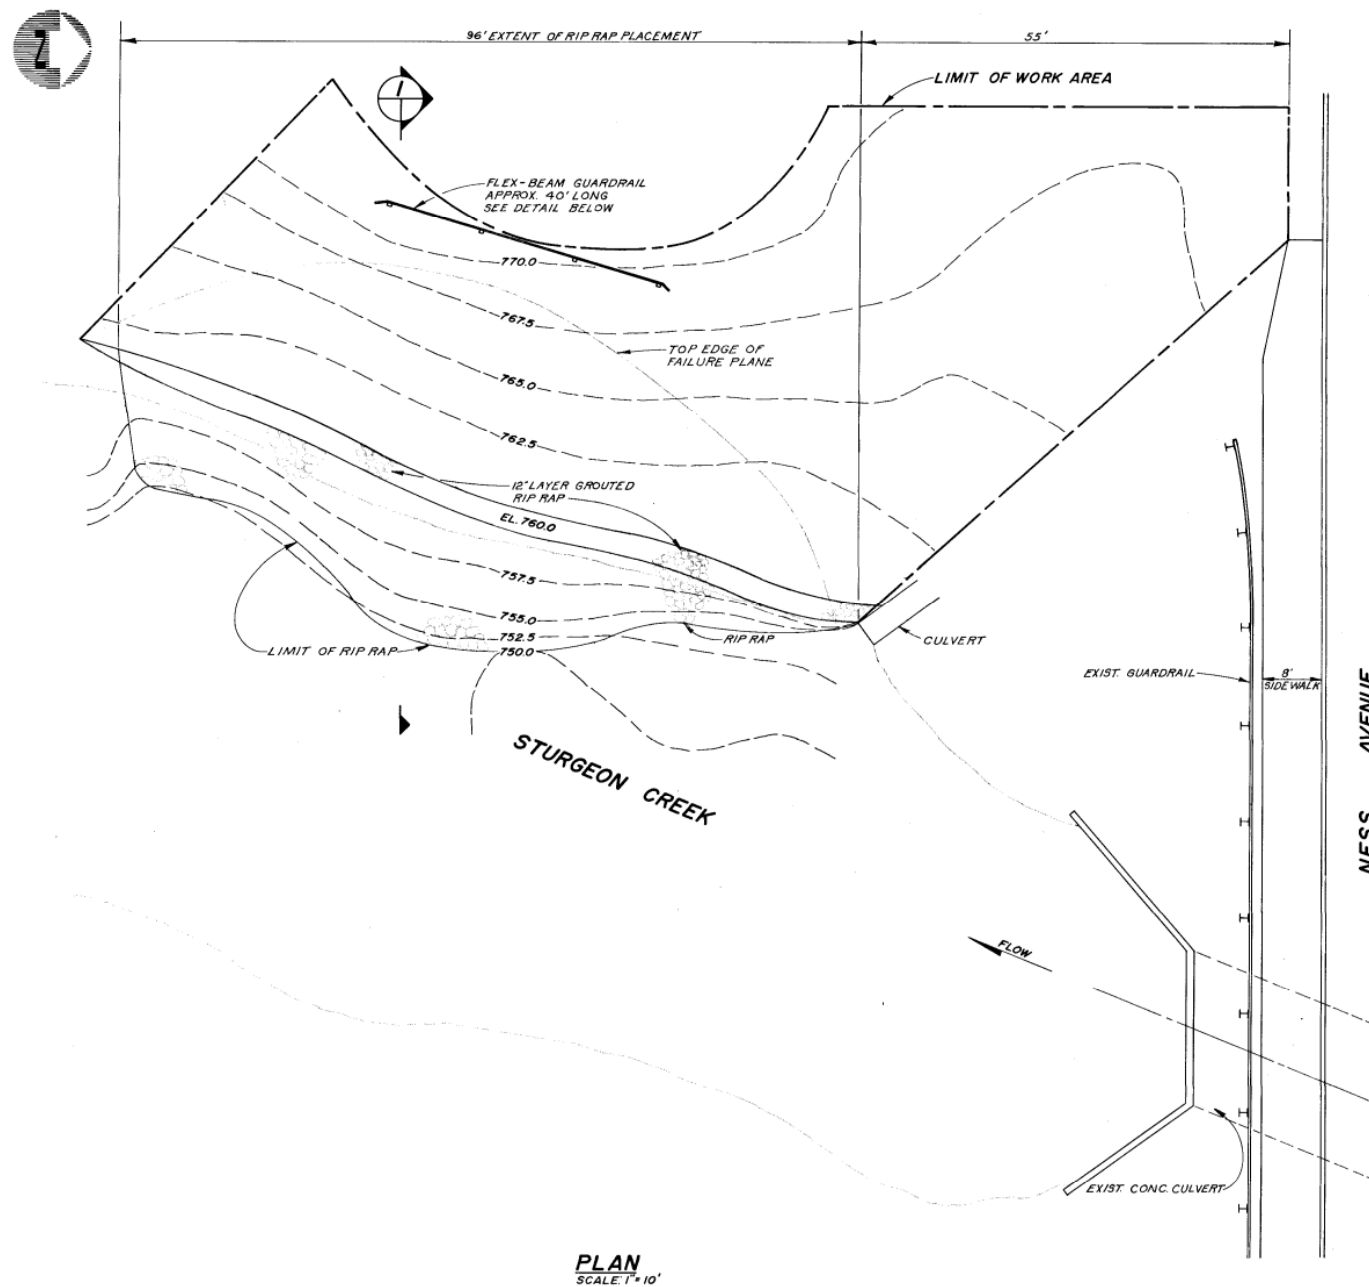 N
96' EXTENT OF RIP RAP PLACEMENT
55'
LIMIT OF WORK AREA
1
FLEX-BEAM GUARDRAIL
APPROX. 40' LONG
SEE DETAIL BELOW
770.0
767.5
TOP EDGE OF
FAILURE PLANE
765.0
762.5
12" LAYER GROUTED
RIP RAP
EL. 760.0
757.5
755.0
752.5
750.0
LIMIT OF RIP RAP
RIP RAP
CULVERT
EXIST. GUARDRAIL
8'
SIDEWALK
NESS AVENUE
STURGEON CREEK
FLOW
EXIST. CONC. CULVERT
PLAN
SCALE: 1"=10'